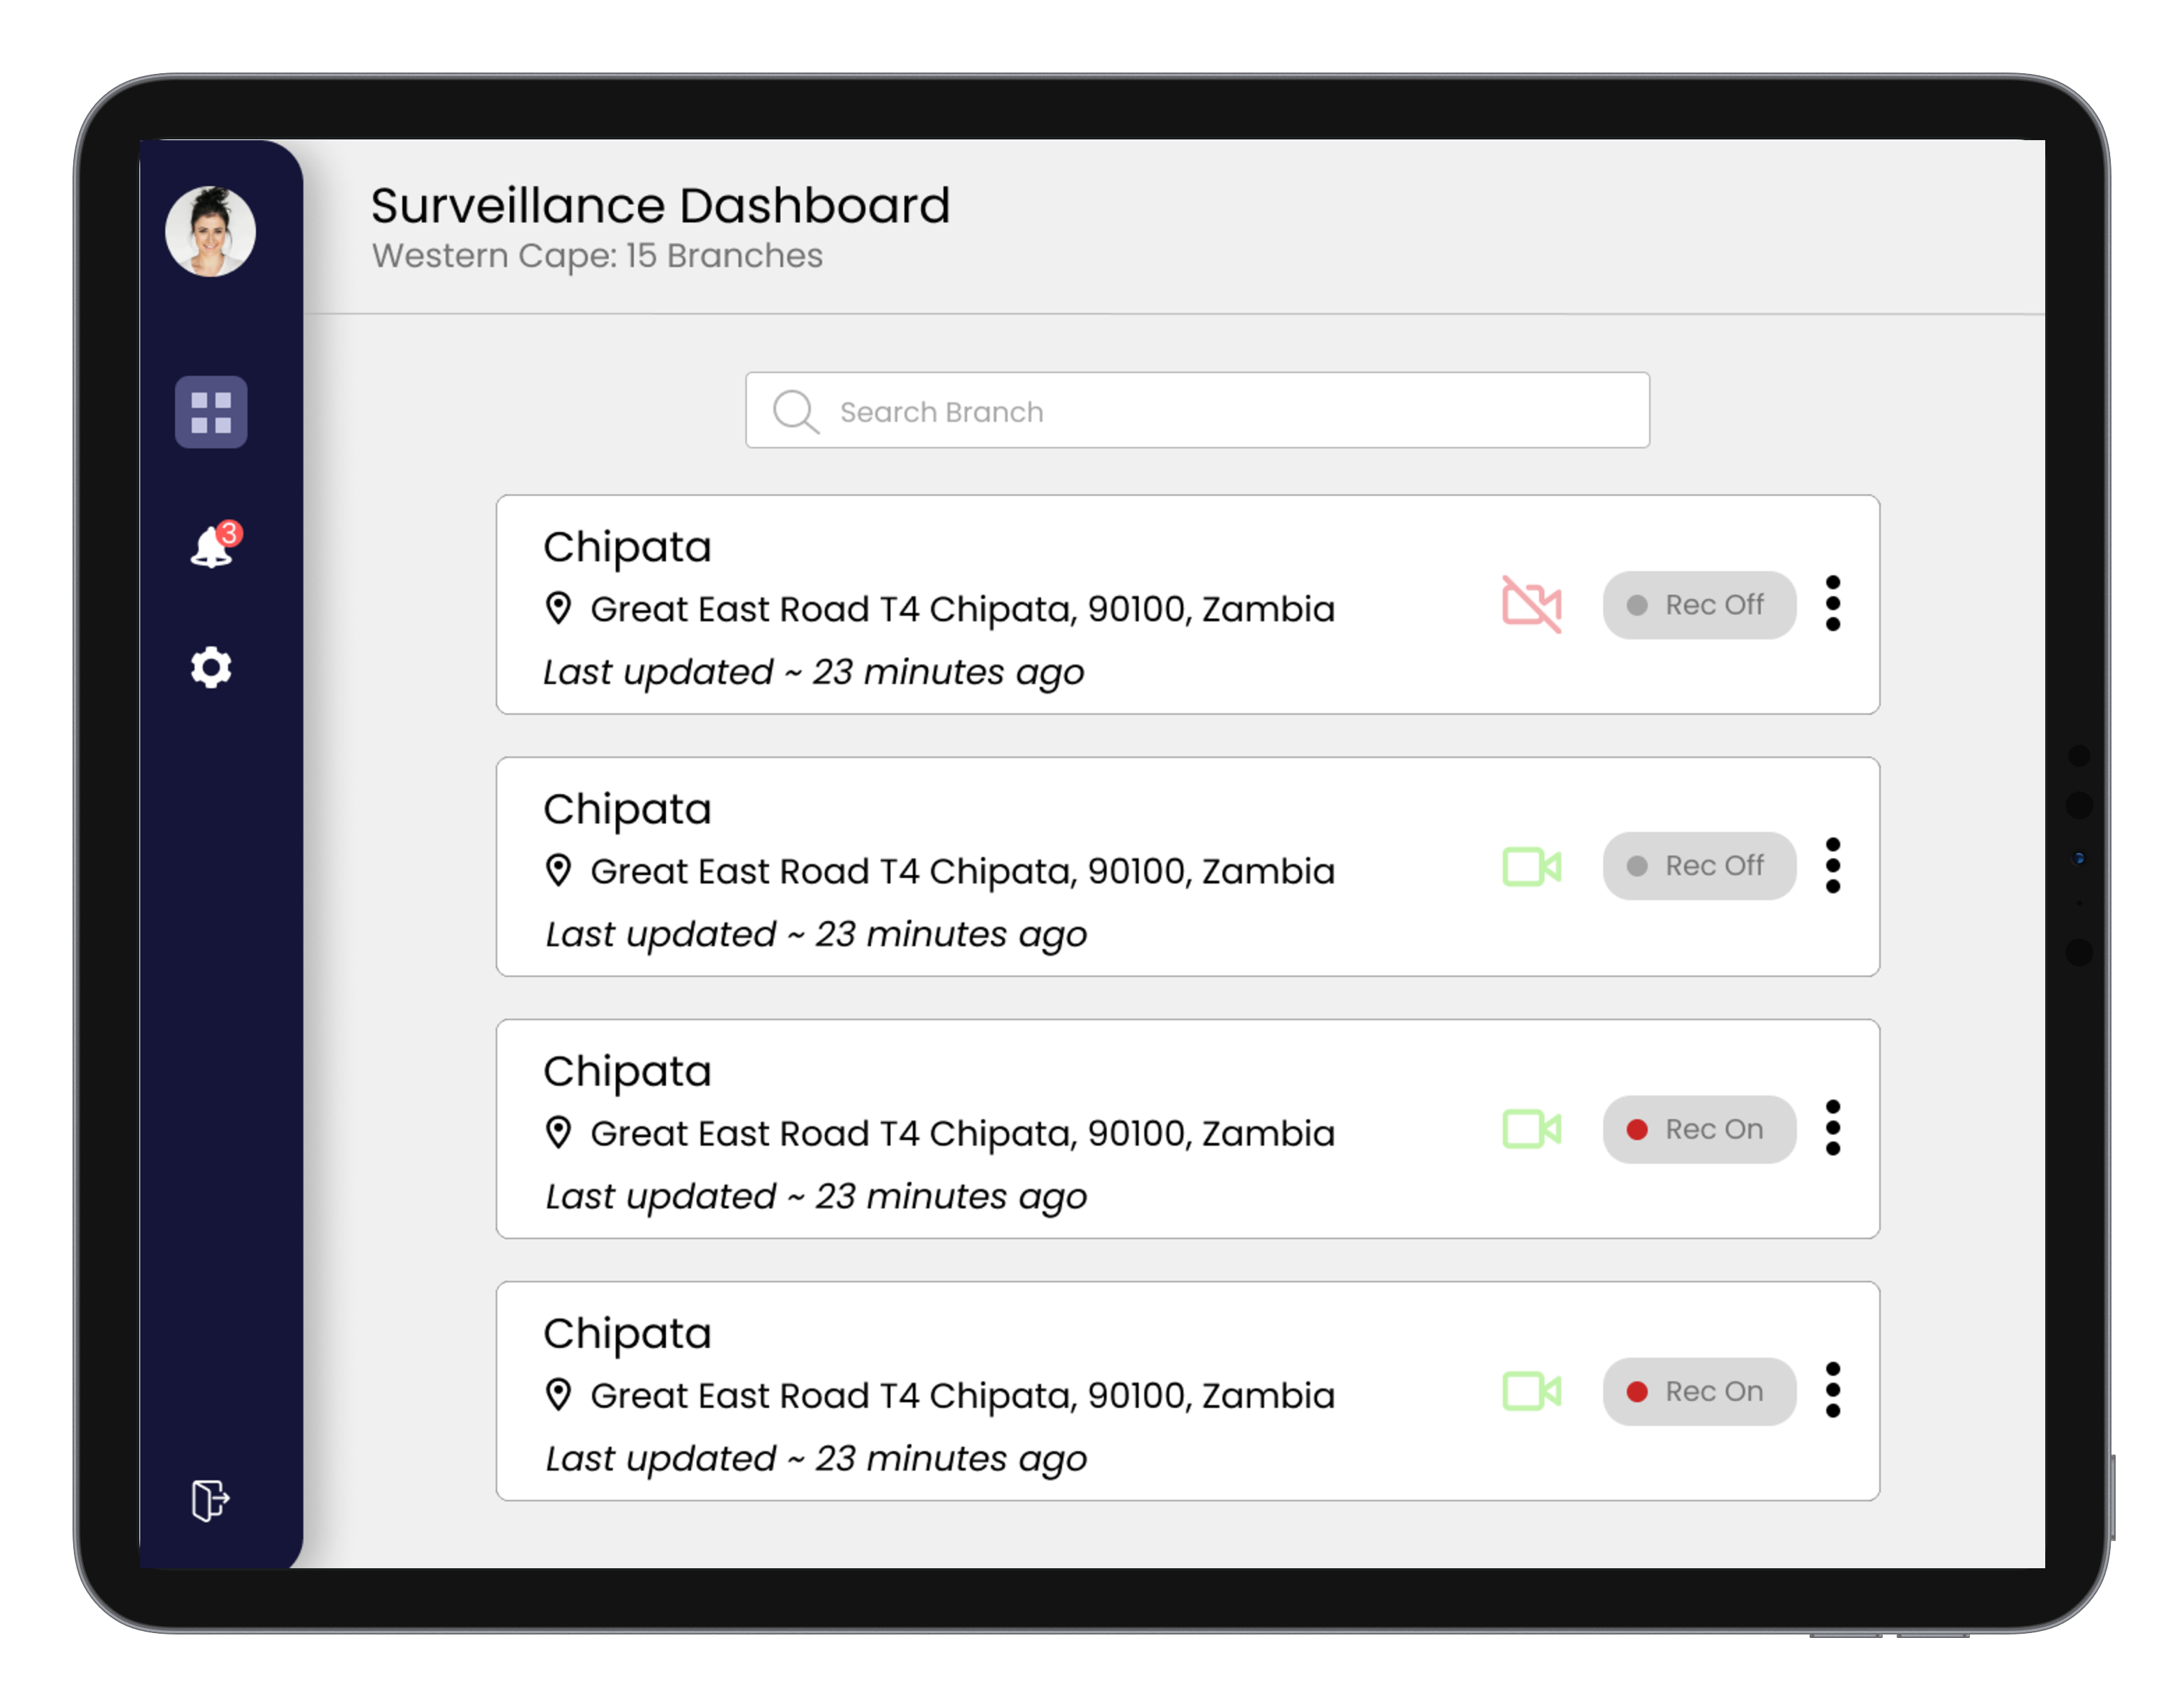 Surveillance Dashboard
Western Cape: 15 Branches
3
Search Branch
Chipata
Great East Road T4 Chipata, 90100, Zambia
Last updated ~ 23 minutes ago
Rec Off
Chipata
Great East Road T4 Chipata, 90100, Zambia
Last updated ~ 23 minutes ago
Rec Off
Chipata
Great East Road T4 Chipata, 90100, Zambia
Last updated ~ 23 minutes ago
Rec On
Chipata
Great East Road T4 Chipata, 90100, Zambia
Last updated ~ 23 minutes ago
Rec On